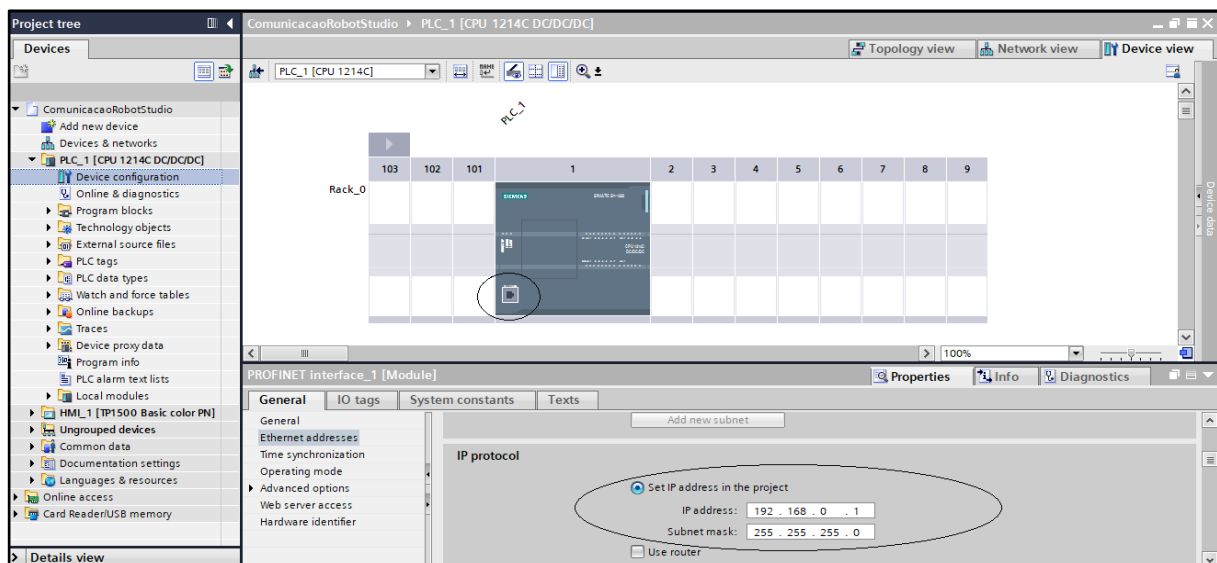 Project tree
Devices
ComunicacaoRobotStudio
Add new device
Devices & networks
PLC_1 [CPU 1214C DC/DC/DC]
Device configuration
Online & diagnostics
Program blocks
Technology objects
External source files
PLC tags
PLC data types
Watch and force tables
Online backups
Traces
Device proxy data
Program info
PLC alarm text lists
Local modules
HMI_1 [TP1500 Basic color PN]
Ungrouped devices
Common data
Documentation settings
Languages & resources
Online access
Card Reader/USB memory
Details view
ComunicacaoRobotStudio PLC_1 [CPU 1214C DC/DC/DC]
Topology view Network view Device view
PLC_1 [CPU 1214C]
PLC_1
103 102 101 1 2 3 4 5 6 7 8 9
Rack_0
SIEMENS
Device data
100%
PROFINET interface_1 [Module]
Properties Info Diagnostics
General IO tags System constants Texts
General
Ethernet addresses
Time synchronization
Operating mode
Advanced options
Web server access
Hardware identifier
Add new subnet
IP protocol
Set IP address in the project
IP address: 192 . 168 . 0 . 1
Subnet mask: 255 . 255 . 255 . 0
Use router